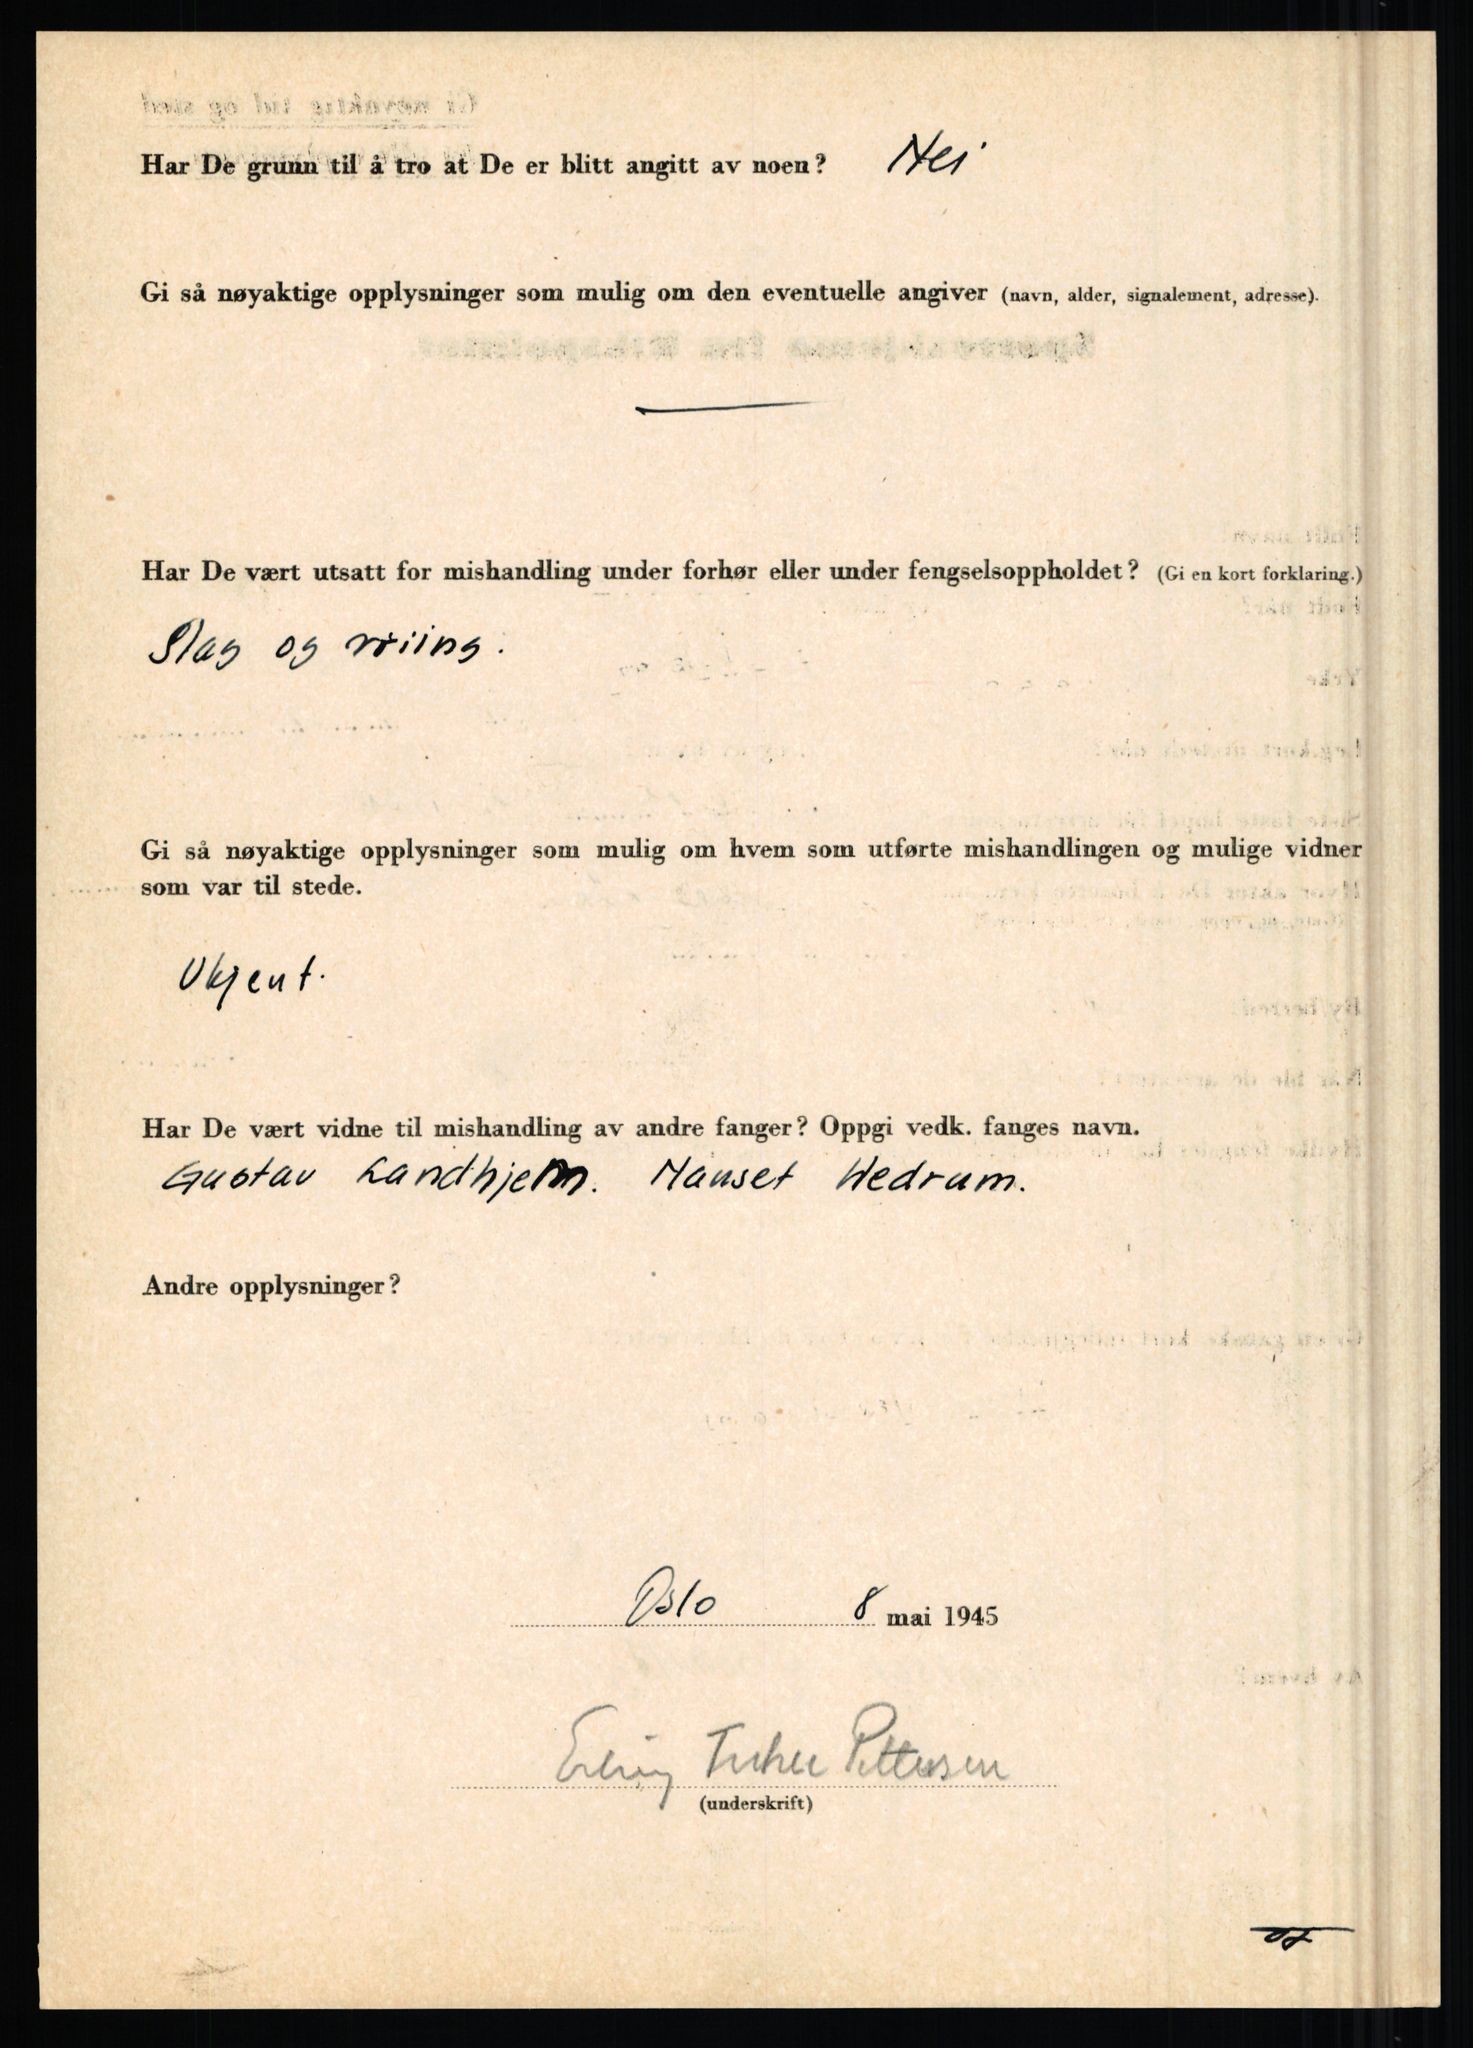 Har De grunn til å tro at De er blitt angitt av noen? Nei
Gi så nøyaktige opplysninger som mulig om den eventuelle angiver (navn, alder, signalement, adresse).
Har De vært utsatt for mishandling under forhør eller under fengselsoppholdet? (Gi en kort forklaring.)
Slag og vriing.
Gi så nøyaktige opplysninger som mulig om hvem som utførte mishandlingen og mulige vidner
som var til stede.
Ukjent.
Har De vært vidne til mishandling av andre fanger? Oppgi vedk. fanges navn.
Gustav Landhjem. Hauset Hedrum.
Andre opplysninger?
Oslo 8 mai 1945
Erling Pettersen
(underskrift)